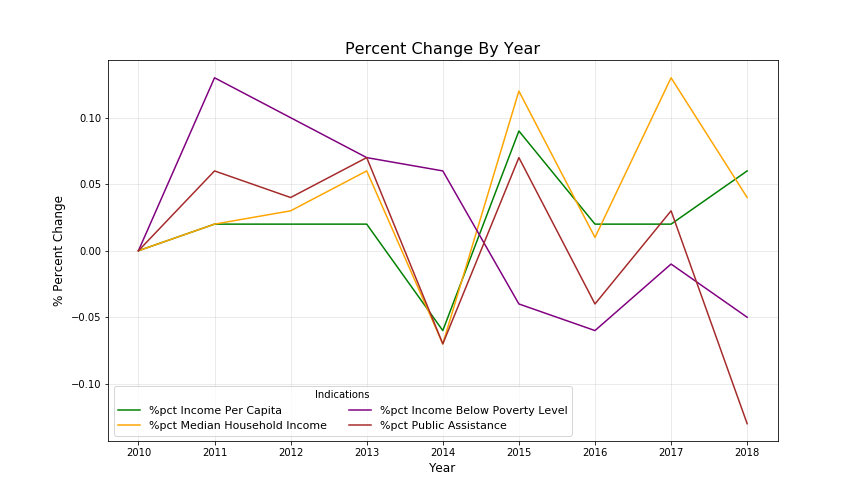 Percent Change By Year
% Percent Change
0.10
0.05
0.00
−0.05
−0.10
Indications
%pct Income Per Capita
%pct Median Household Income
%pct Income Below Poverty Level
%pct Public Assistance
2010 2011 2012 2013 2014 2015 2016 2017 2018
Year